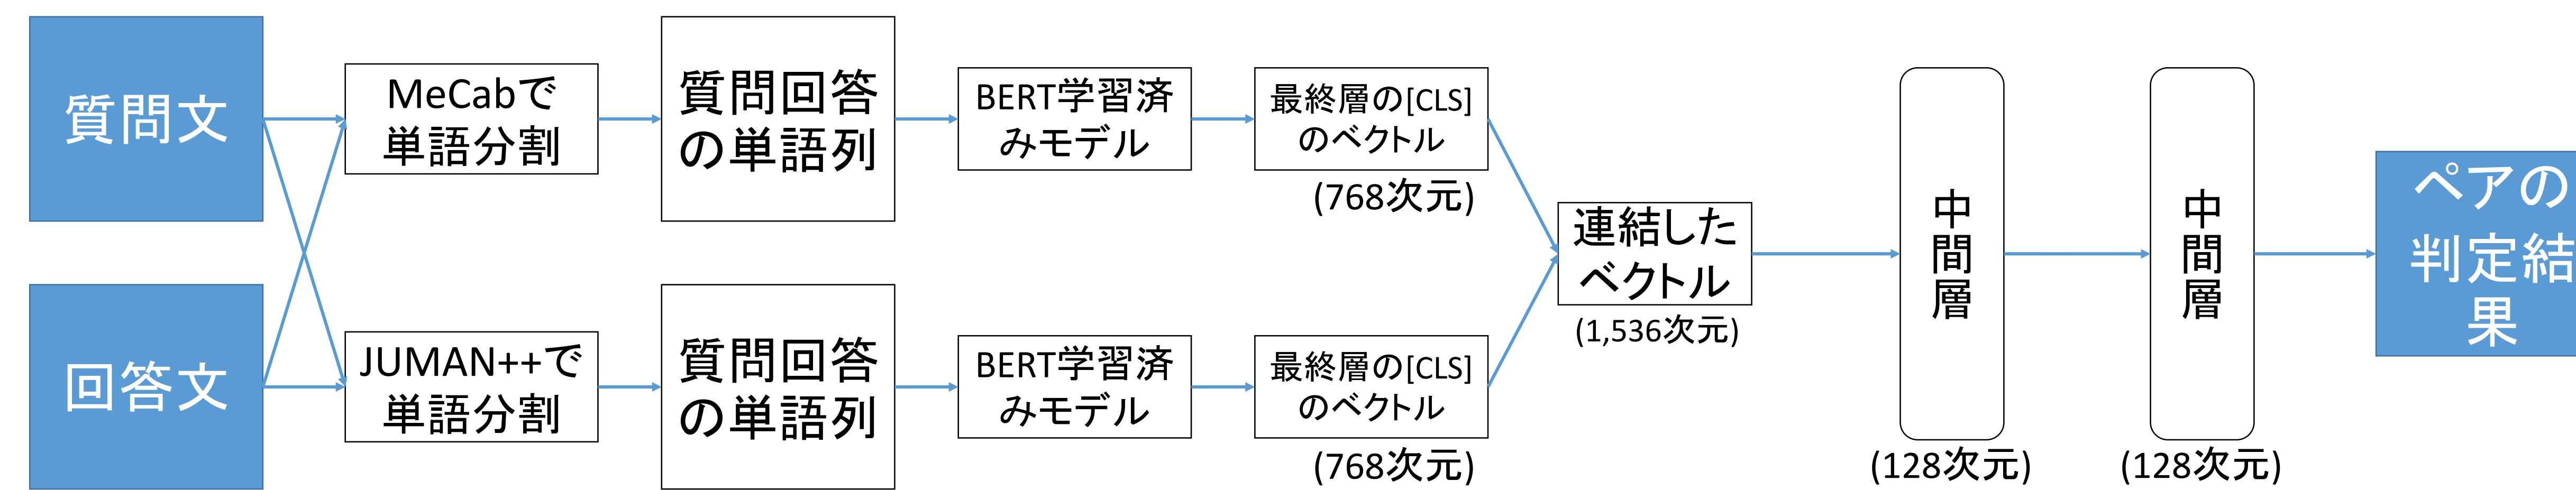 質問文
回答文
MeCabで
単語分割
JUMAN++で
単語分割
質問回答
の単語列
質問回答
の単語列
BERT学習済
みモデル
BERT学習済
みモデル
最終層の[CLS]
のベクトル
(768次元)
最終層の[CLS]
のベクトル
(768次元)
連結した
ベクトル
(1,536次元)
中間層
(128次元)
中間層
(128次元)
ペアの
判定結
果